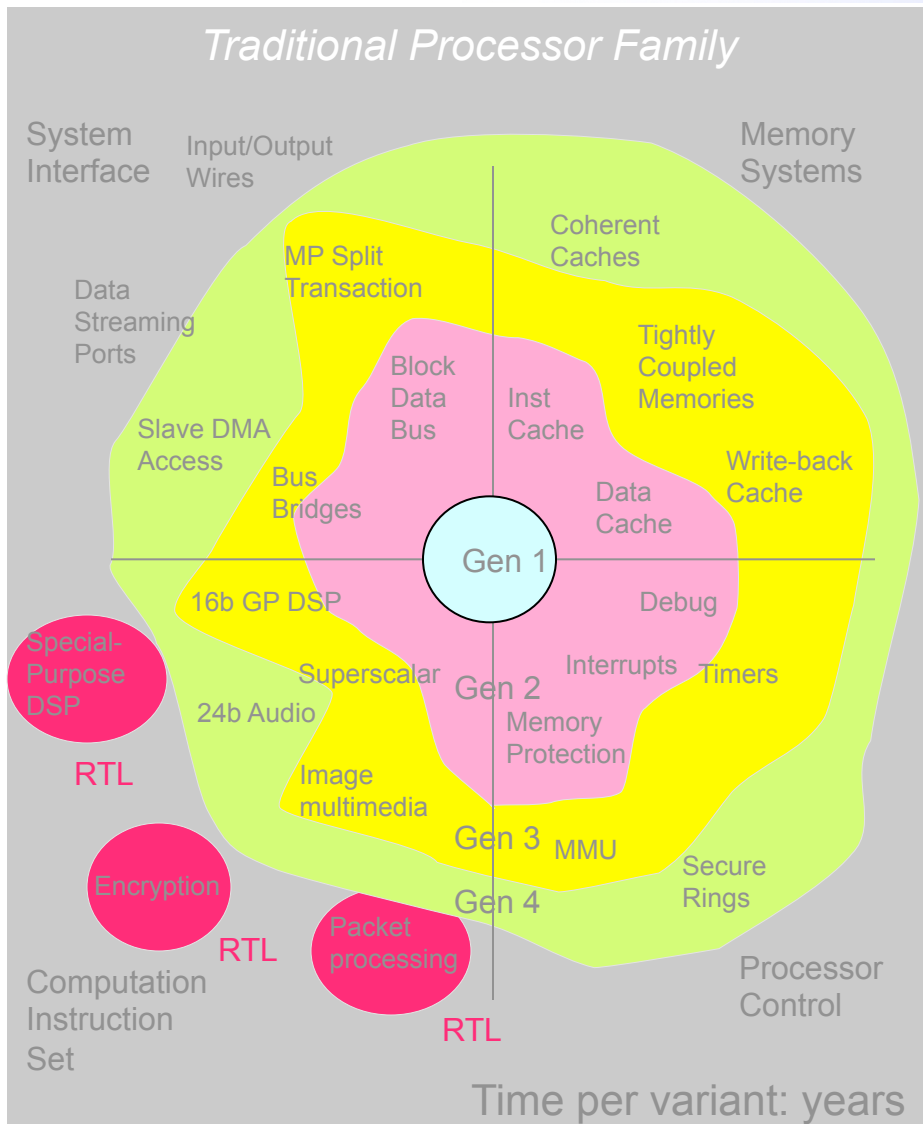 Traditional Processor Family
System
Interface
Input/Output
Wires
Memory
Systems
Data
Streaming
Ports
MP Split
Transaction
Coherent
Caches
Tightly
Coupled
Memories
Block
Data
Bus
Inst
Cache
Slave DMA
Access
Bus
Bridges
Write-back
Cache
Data
Cache
Gen 1
16b GP DSP
Debug
Special-
Purpose
DSP
Superscalar
Gen 2
Interrupts
Timers
24b Audio
Memory
Protection
RTL
Image
multimedia
Gen 3
MMU
Encryption
Secure
Rings
Gen 4
Packet
processing
RTL
RTL
Computation
Instruction
Set
Processor
Control
Time per variant: years